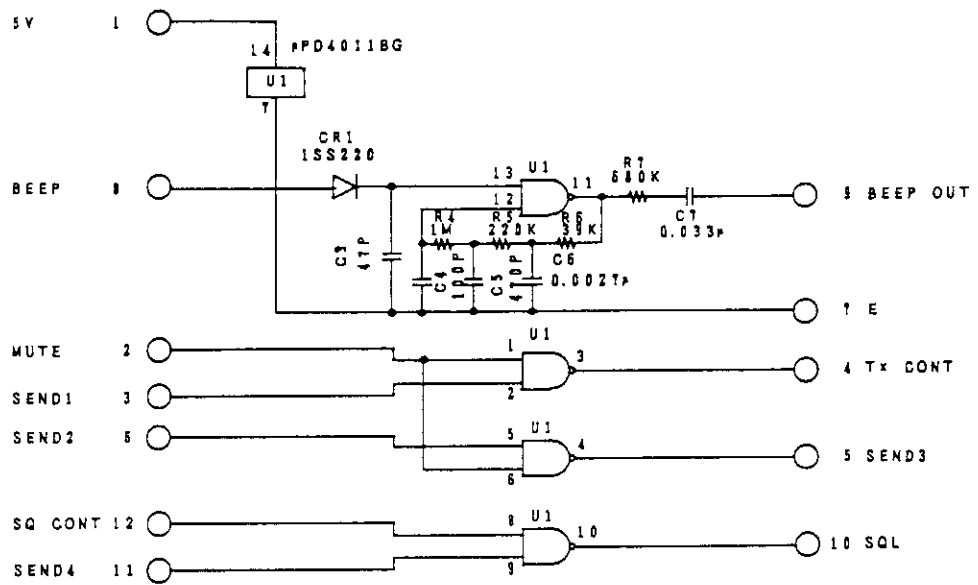 5V 1
14 μPD4011BG
U1
7
CR1
1SS220
BEEP 8
13 U1 11
12
R7
680K
C7
0.033μ
9 BEEP OUT
R4
1M
R5
220K
R6
39K
C3
47P
C4
100P
C5
470P
C6
0.0027μ
7 E
MUTE 2
1 U1 3
2
4 TX CONT
SEND1 3
SEND2 6
5 U1 4
6
5 SEND3
SQ CONT 12
8 U1 10
9
10 SQL
SEND4 11